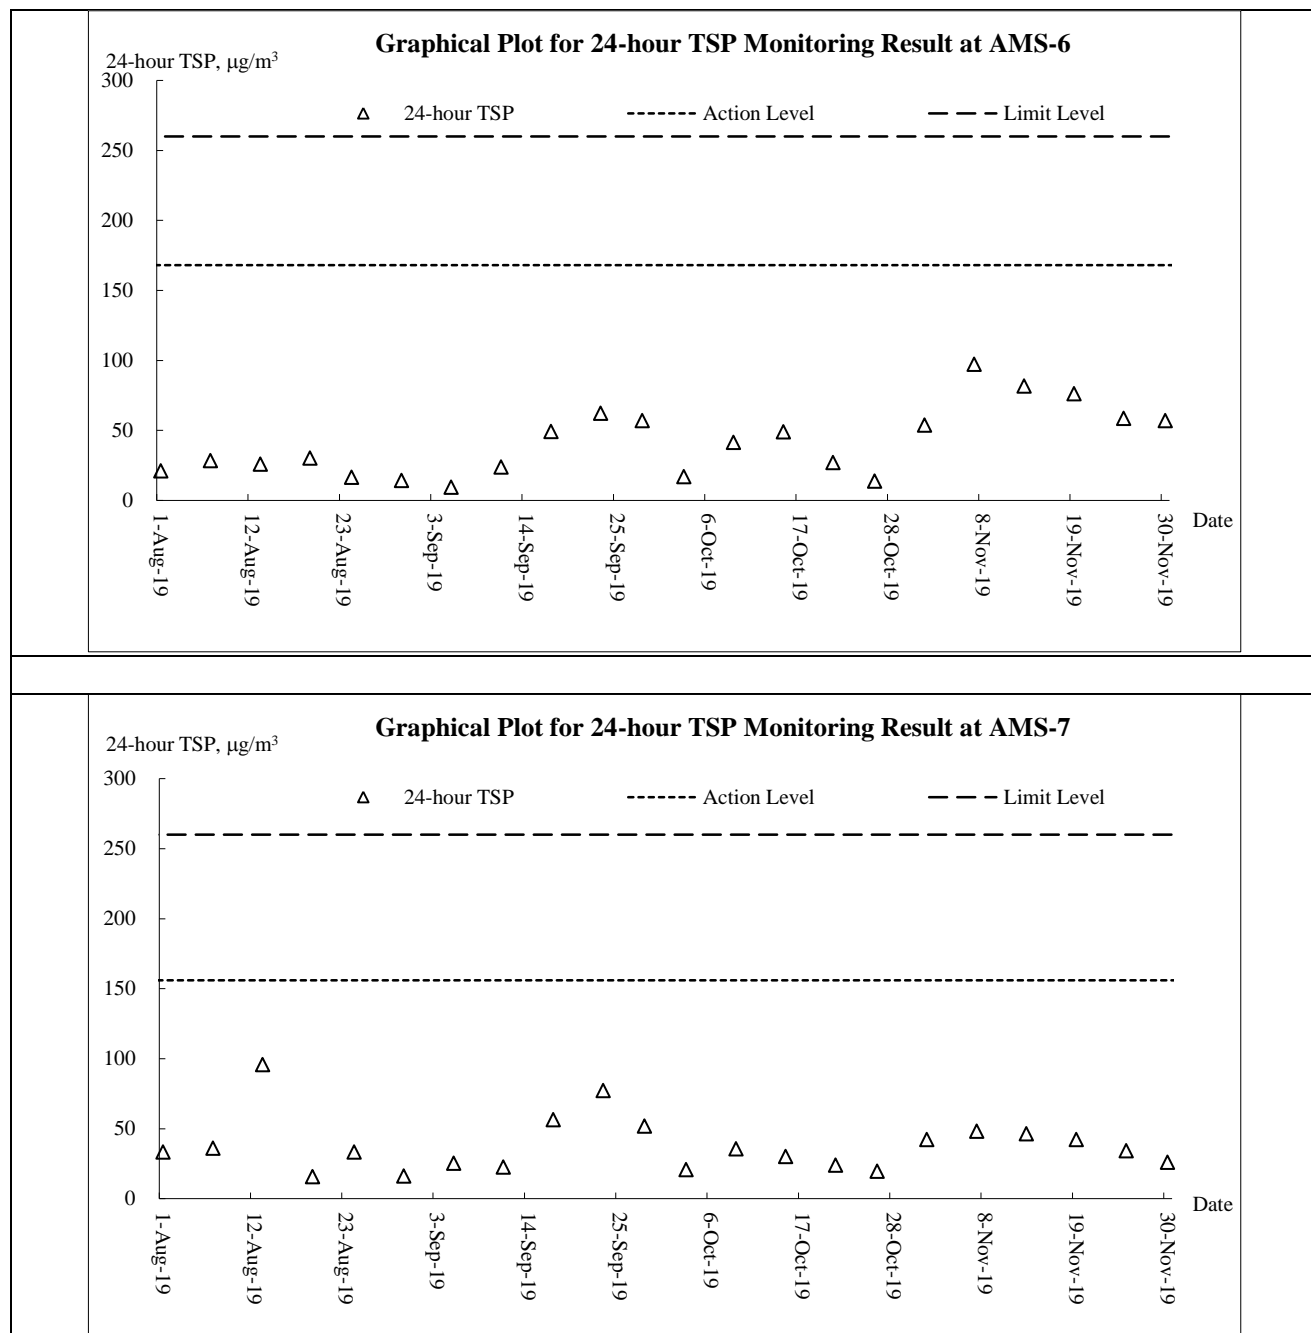 Graphical Plot for 24-hour TSP Monitoring Result at AMS-6
24-hour TSP, μg/m³
300
250
200
150
100
50
0
24-hour TSP
Action Level
Limit Level
1-Aug-19
12-Aug-19
23-Aug-19
3-Sep-19
14-Sep-19
25-Sep-19
6-Oct-19
17-Oct-19
28-Oct-19
8-Nov-19
19-Nov-19
30-Nov-19
Date
Graphical Plot for 24-hour TSP Monitoring Result at AMS-7
24-hour TSP, μg/m³
300
250
200
150
100
50
0
24-hour TSP
Action Level
Limit Level
1-Aug-19
12-Aug-19
23-Aug-19
3-Sep-19
14-Sep-19
25-Sep-19
6-Oct-19
17-Oct-19
28-Oct-19
8-Nov-19
19-Nov-19
30-Nov-19
Date